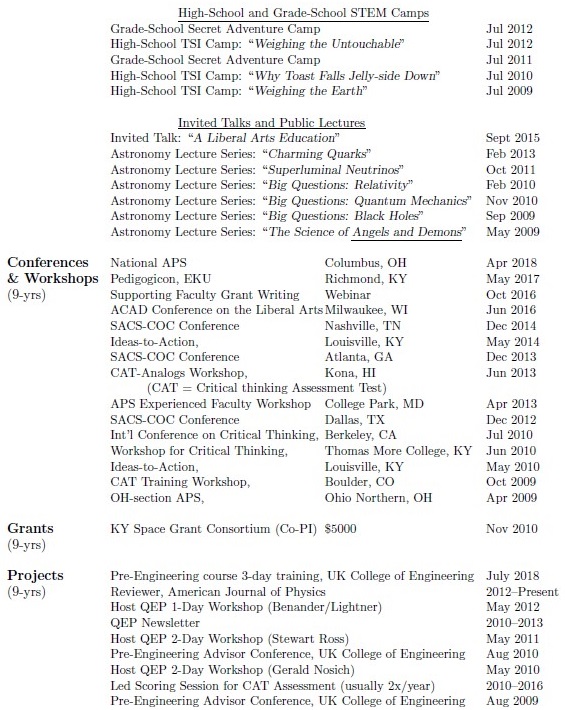 High-School and Grade-School STEM Camps
Grade-School Secret Adventure Camp Jul 2012
High-School TSI Camp: “Weighing the Untouchable” Jul 2012
Grade-School Secret Adventure Camp Jul 2011
High-School TSI Camp: “Why Toast Falls Jelly-side Down” Jul 2010
High-School TSI Camp: “Weighing the Earth” Jul 2009
Invited Talks and Public Lectures
Invited Talk: “A Liberal Arts Education” Sept 2015
Astronomy Lecture Series: “Charming Quarks” Feb 2013
Astronomy Lecture Series: “Superluminal Neutrinos” Oct 2011
Astronomy Lecture Series: “Big Questions: Relativity” Feb 2010
Astronomy Lecture Series: “Big Questions: Quantum Mechanics” Nov 2010
Astronomy Lecture Series: “Big Questions: Black Holes” Sep 2009
Astronomy Lecture Series: “The Science of Angels and Demons” May 2009
Conferences National APS Columbus, OH Apr 2018
& Workshops Pedigogicon, EKU Richmond, KY May 2017
(9-yrs) Supporting Faculty Grant Writing Webinar Oct 2016
ACAD Conference on the Liberal Arts Milwaukee, WI Jun 2016
SACS-COC Conference Nashville, TN Dec 2014
Ideas-to-Action, Louisville, KY May 2014
SACS-COC Conference Atlanta, GA Dec 2013
CAT-Analogs Workshop, Kona, HI Jun 2013
(CAT = Critical thinking Assessment Test)
APS Experienced Faculty Workshop College Park, MD Apr 2013
SACS-COC Conference Dallas, TX Dec 2012
Int’l Conference on Critical Thinking, Berkeley, CA Jul 2010
Workshop for Critical Thinking, Thomas More College, KY Jun 2010
Ideas-to-Action, Louisville, KY May 2010
CAT Training Workshop, Boulder, CO Oct 2009
OH-section APS, Ohio Northern, OH Apr 2009
Grants KY Space Grant Consortium (Co-PI) $5000 Nov 2010
(9-yrs)
Projects Pre-Engineering course 3-day training, UK College of Engineering July 2018
(9-yrs) Reviewer, American Journal of Physics 2012–Present
Host QEP 1-Day Workshop (Benander/Lightner) May 2012
QEP Newsletter 2010–2013
Host QEP 2-Day Workshop (Stewart Ross) May 2011
Pre-Engineering Advisor Conference, UK College of Engineering Aug 2010
Host QEP 2-Day Workshop (Gerald Nosich) May 2010
Led Scoring Session for CAT Assessment (usually 2x/year) 2010–2016
Pre-Engineering Advisor Conference, UK College of Engineering Aug 2009